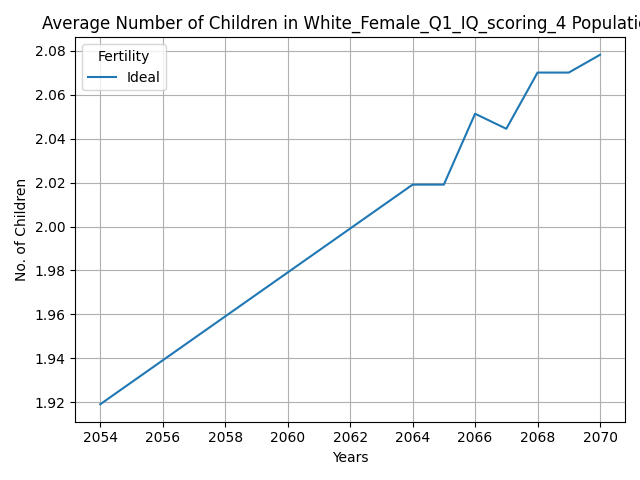 Average Number of Children in White_Female_Q1_IQ_scoring_4 Populatio
Fertility
Ideal
No. of Children
2.08
2.06
2.04
2.02
2.00
1.98
1.96
1.94
1.92
2054 2056 2058 2060 2062 2064 2066 2068 2070
Years